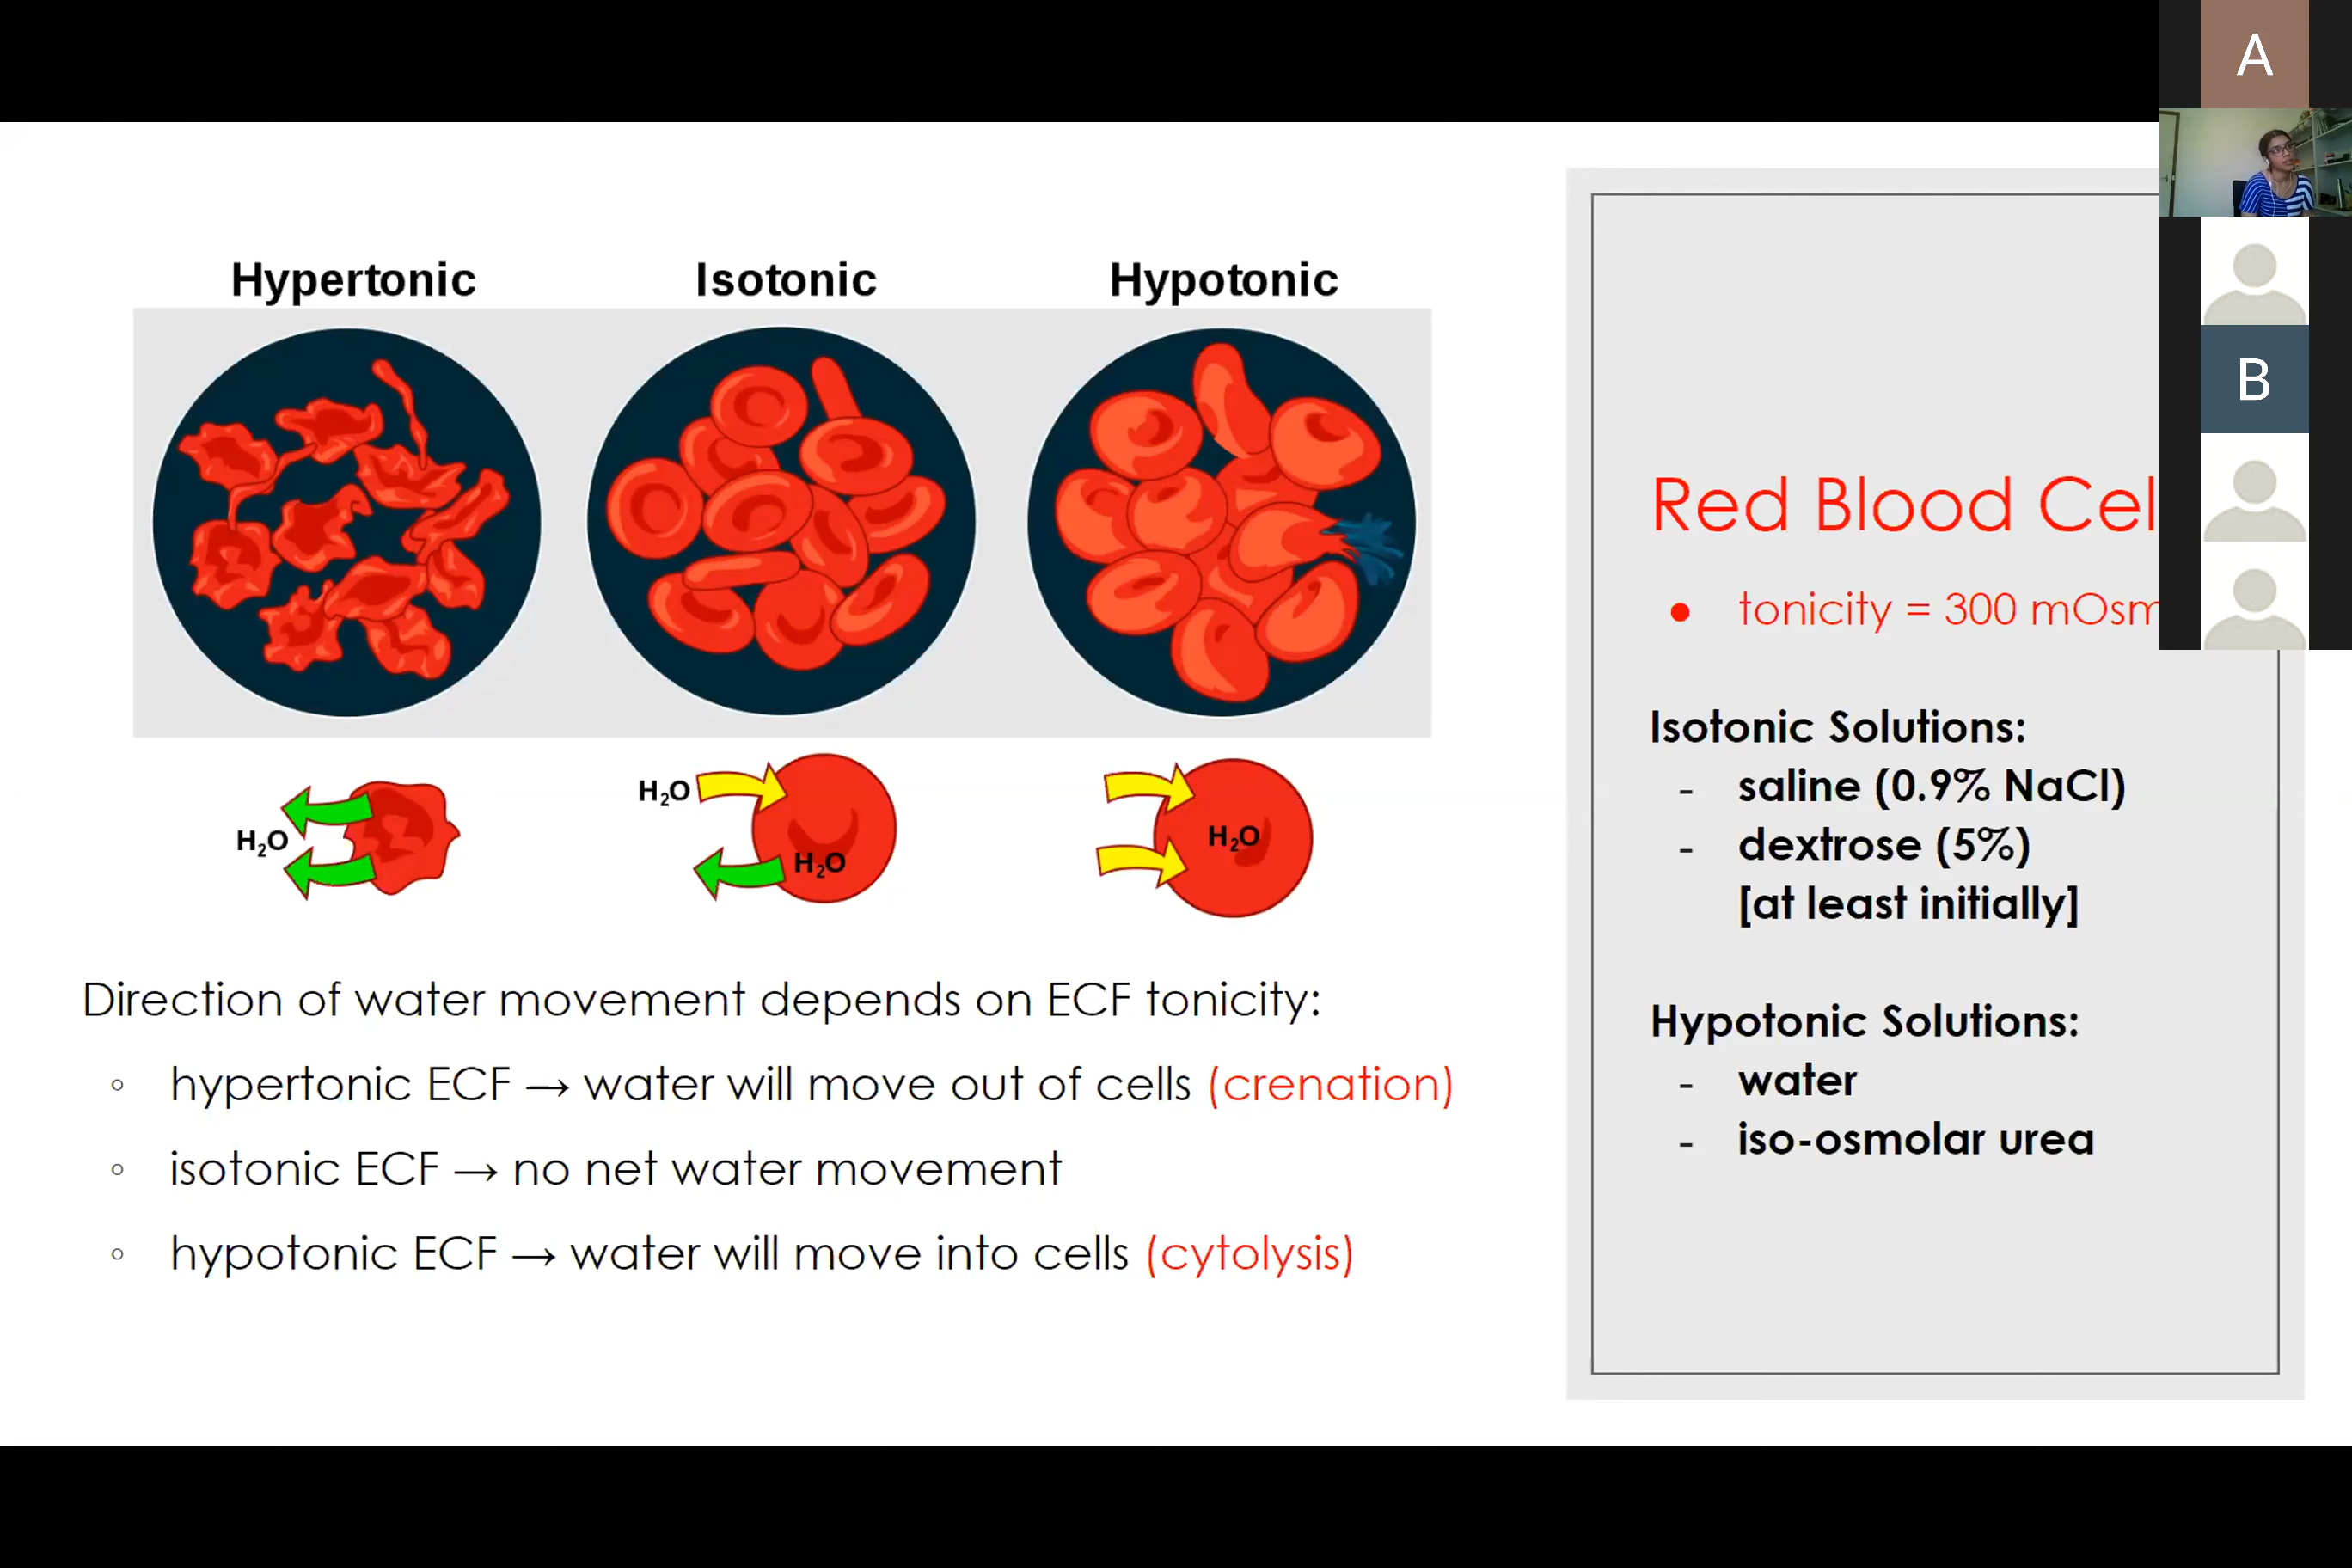 A
B
Hypertonic
Isotonic
Hypotonic
H₂O
H₂O
H₂O
H₂O
Direction of water movement depends on ECF tonicity:
◦ hypertonic ECF → water will move out of cells (crenation)
◦ isotonic ECF → no net water movement
◦ hypotonic ECF → water will move into cells (cytolysis)
Red Blood Cel
• tonicity = 300 mOsm
Isotonic Solutions:
- saline (0.9% NaCl)
- dextrose (5%)
[at least initially]
Hypotonic Solutions:
- water
- iso-osmolar urea